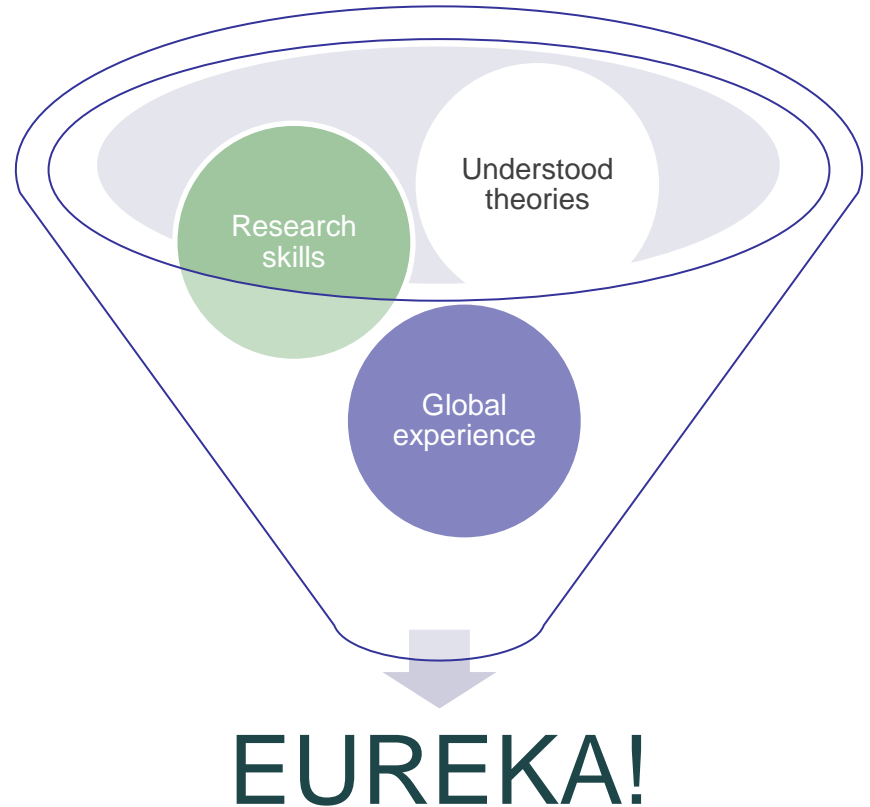 Understood
theories
Research
skills
Global
experience
EUREKA!